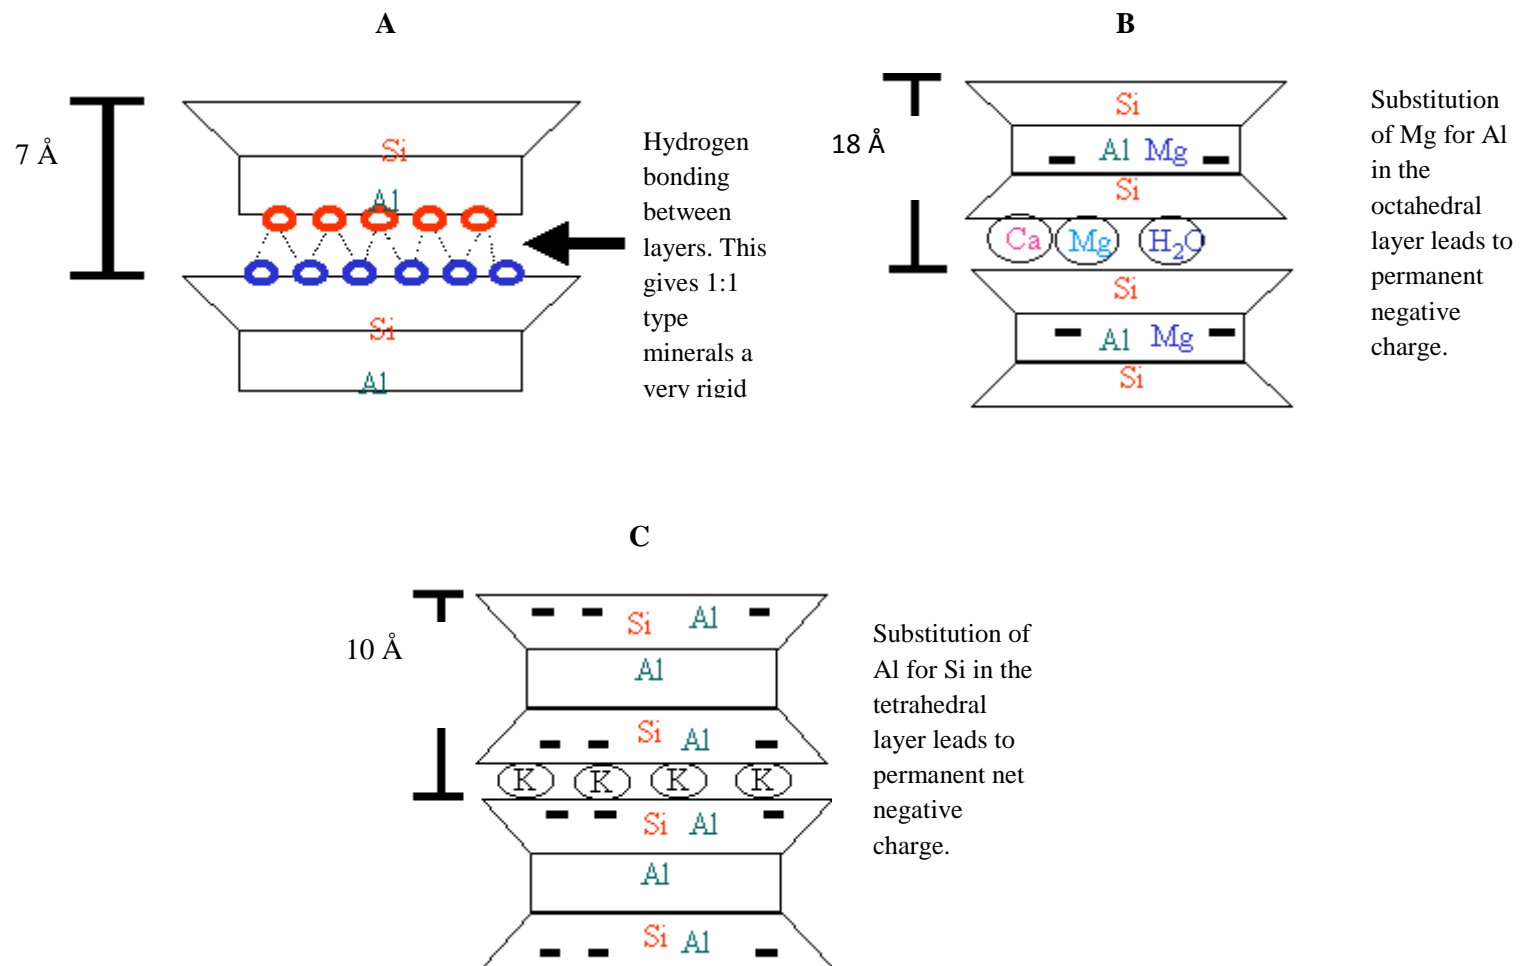 A
7 Å
Si
Al
Si
Al
Hydrogen
bonding
between
layers. This
gives 1:1
type
minerals a
very rigid
B
18 Å
Si
Al Mg
Si
Ca Mg H₂O
Si
Al Mg
Si
Substitution
of Mg for Al
in the
octahedral
layer leads to
permanent
negative
charge.
C
10 Å
Si Al
Al
Si Al
K K K K
Si Al
Al
Si Al
Substitution of
Al for Si in the
tetrahedral
layer leads to
permanent net
negative
charge.